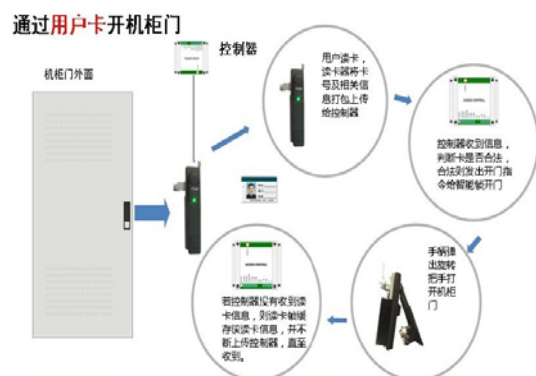 通过用户卡开机柜门
控制器
机柜门外面
用户读卡，
读卡器将卡
号及相关信
息打包上传
给控制器
控制器收到信息，
判断卡是否合法，
合法则发出开门指
令给智能锁开门
手柄弹
出旋转
把手打
开机柜
门
若控制器没有收到读
卡信息，则读卡锁缓
存该读卡信息，并不
断上传控制器，直至
收到。